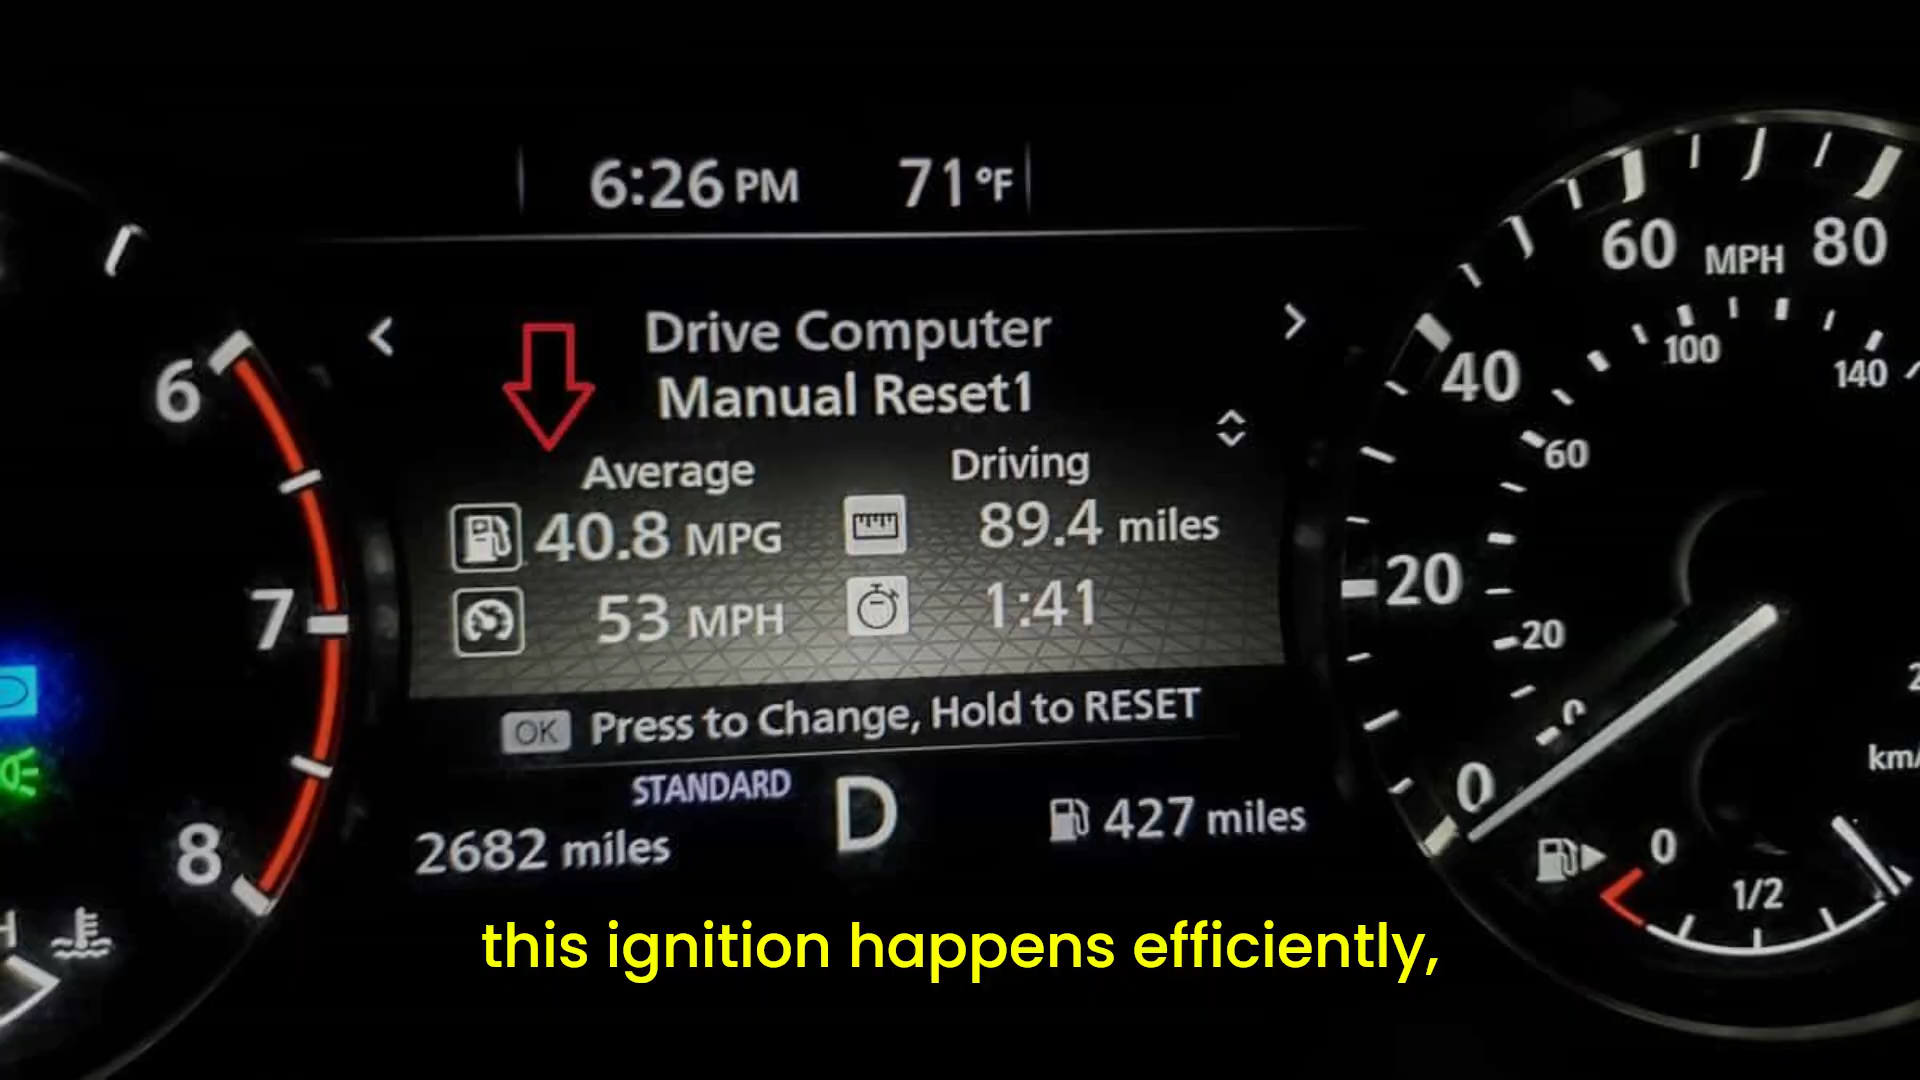 6:26 PM 71°F
Drive Computer
Manual Reset1
Average Driving
40.8 MPG 89.4 miles
53 MPH 1:41
OK Press to Change, Hold to RESET
STANDARD
D
2682 miles
427 miles
6
7
8
H
0
20
40
60
80
MPH
0
20
60
100
140
km/
0
1/2
this ignition happens efficiently,